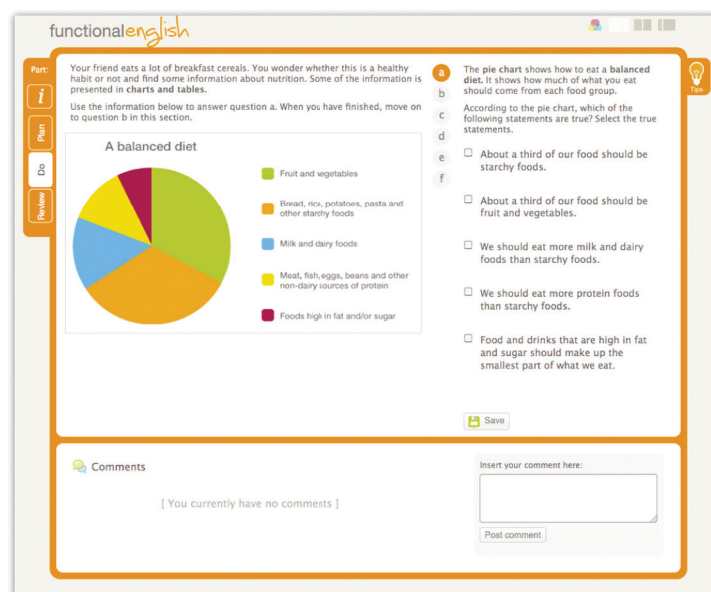 functionalenglish
Part:
i
Plan
Do
Review
Your friend eats a lot of breakfast cereals. You wonder whether this is a healthy
habit or not and find some information about nutrition. Some of the information is
presented in charts and tables.
Use the information below to answer question a. When you have finished, move on
to question b in this section.
A balanced diet
Fruit and vegetables
Bread, rice, potatoes, pasta and
other starchy foods
Milk and dairy foods
Meat, fish, eggs, beans and other
non-dairy sources of protein
Foods high in fat and/or sugar
a
b
c
d
e
f
The pie chart shows how to eat a balanced
diet. It shows how much of what you eat
should come from each food group.
According to the pie chart, which of the
following statements are true? Select the true
statements.
About a third of our food should be
starchy foods.
About a third of our food should be
fruit and vegetables.
We should eat more milk and dairy
foods than starchy foods.
We should eat more protein foods
than starchy foods.
Food and drinks that are high in fat
and sugar should make up the
smallest part of what we eat.
Save
Tips
Comments
[ You currently have no comments ]
Insert your comment here:
Post comment